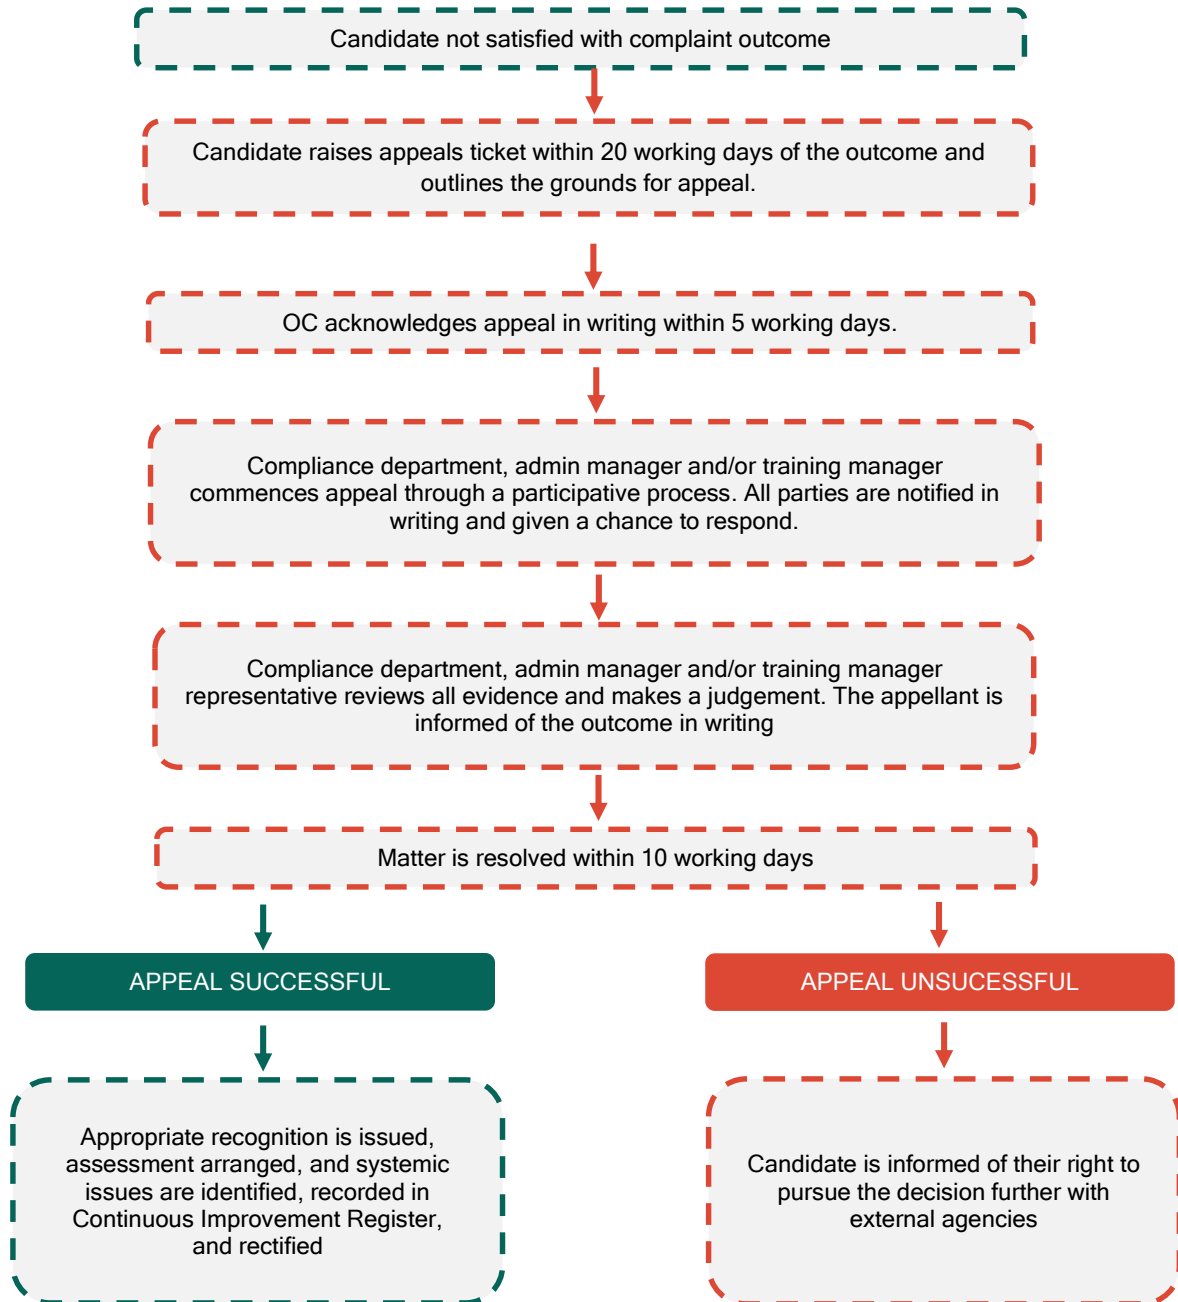 Candidate not satisfied with complaint outcome
Candidate raises appeals ticket within 20 working days of the outcome and
outlines the grounds for appeal.
OC acknowledges appeal in writing within 5 working days.
Compliance department, admin manager and/or training manager
commences appeal through a participative process. All parties are notified in
writing and given a chance to respond.
Compliance department, admin manager and/or training manager
representative reviews all evidence and makes a judgement. The appellant is
informed of the outcome in writing
Matter is resolved within 10 working days
APPEAL SUCCESSFUL
APPEAL UNSUCESSFUL
Appropriate recognition is issued,
assessment arranged, and systemic
issues are identified, recorded in
Continuous Improvement Register,
and rectified
Candidate is informed of their right to
pursue the decision further with
external agencies